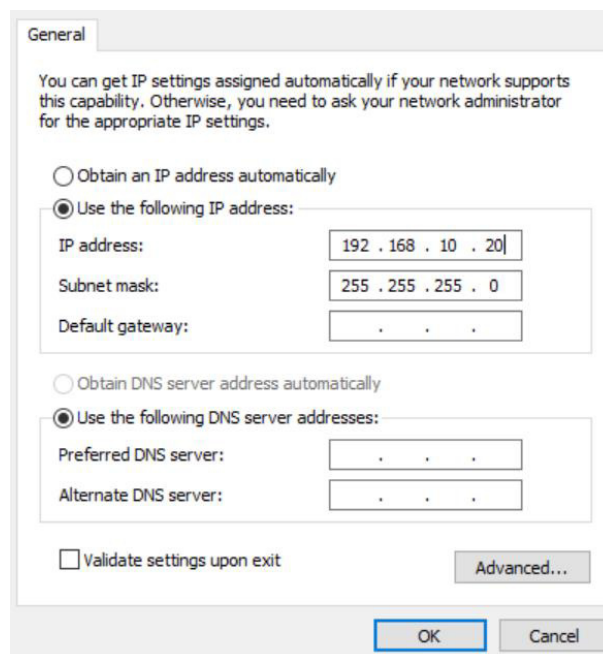 General
You can get IP settings assigned automatically if your network supports
this capability. Otherwise, you need to ask your network administrator
for the appropriate IP settings.
Obtain an IP address automatically
Use the following IP address:
IP address: 192 . 168 . 10 . 20
Subnet mask: 255 . 255 . 255 . 0
Default gateway: . . .
Obtain DNS server address automatically
Use the following DNS server addresses:
Preferred DNS server: . . .
Alternate DNS server: . . .
Validate settings upon exit
Advanced...
OK Cancel